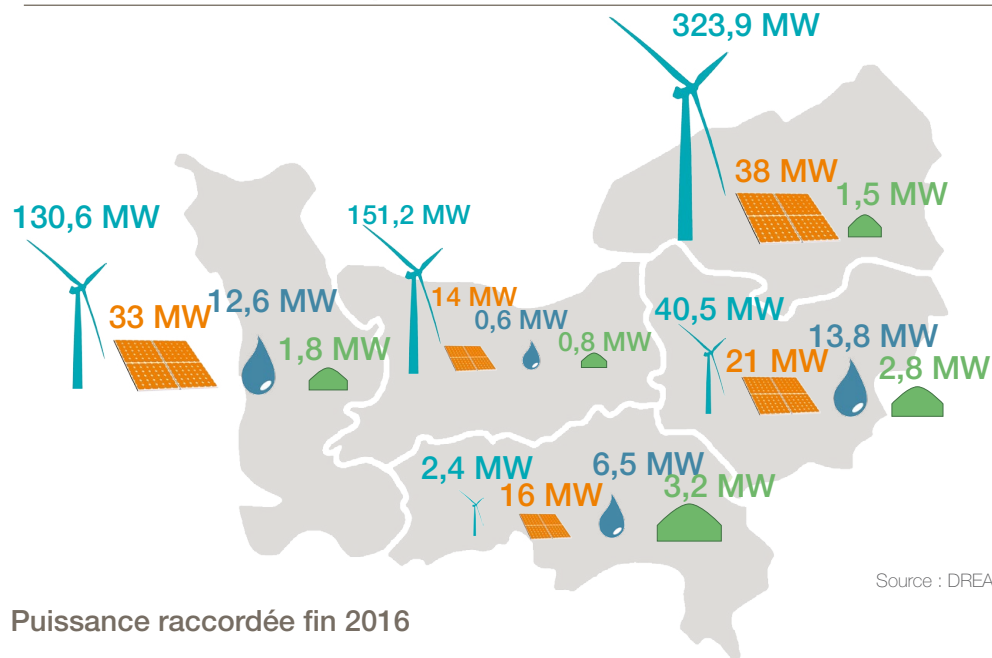 323,9 MW
38 MW
1,5 MW
130,6 MW
33 MW
12,6 MW
1,8 MW
151,2 MW
14 MW
0,6 MW
0,8 MW
40,5 MW
21 MW
13,8 MW
2,8 MW
2,4 MW
16 MW
6,5 MW
3,2 MW
Source : DREA
Puissance raccordée fin 2016